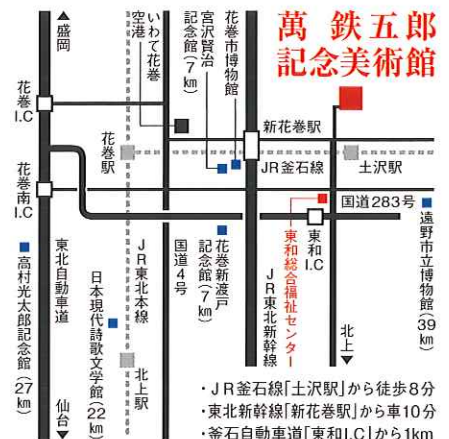 萬 鉄五郎
記念美術館
▲盛岡
いわて花巻
空港
宮沢賢治
記念館(7km)
花巻市博物館
花巻
I.C
新花巻駅
花巻駅
JR釜石線
土沢駅
花巻南
I.C
国道283号
東和
I.C
東和総合福祉センター
遠野市立博物館(39km)
花巻新渡戸
記念館(7km)
国道4号
JR東北本線
JR東北新幹線
東北自動車道
高村光太郎記念館(27km)
日本現代詩歌文学館(22km)
北上駅
仙台▼
北上▼
・JR釜石線「土沢駅」から徒歩8分
・東北新幹線「新花巻駅」から車10分
・釜石自動車道「東和I.C」から1km